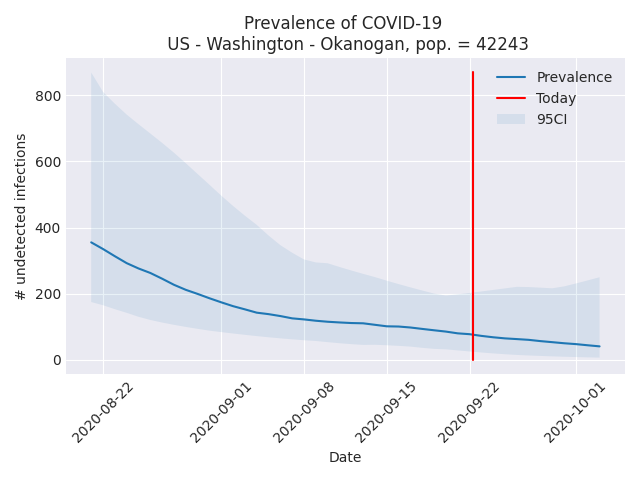 Prevalence of COVID-19
US - Washington - Okanogan, pop. = 42243
Prevalence
Today
95CI
# undetected infections
800
600
400
200
0
2020-08-22
2020-09-01
2020-09-08
2020-09-15
2020-09-22
2020-10-01
Date